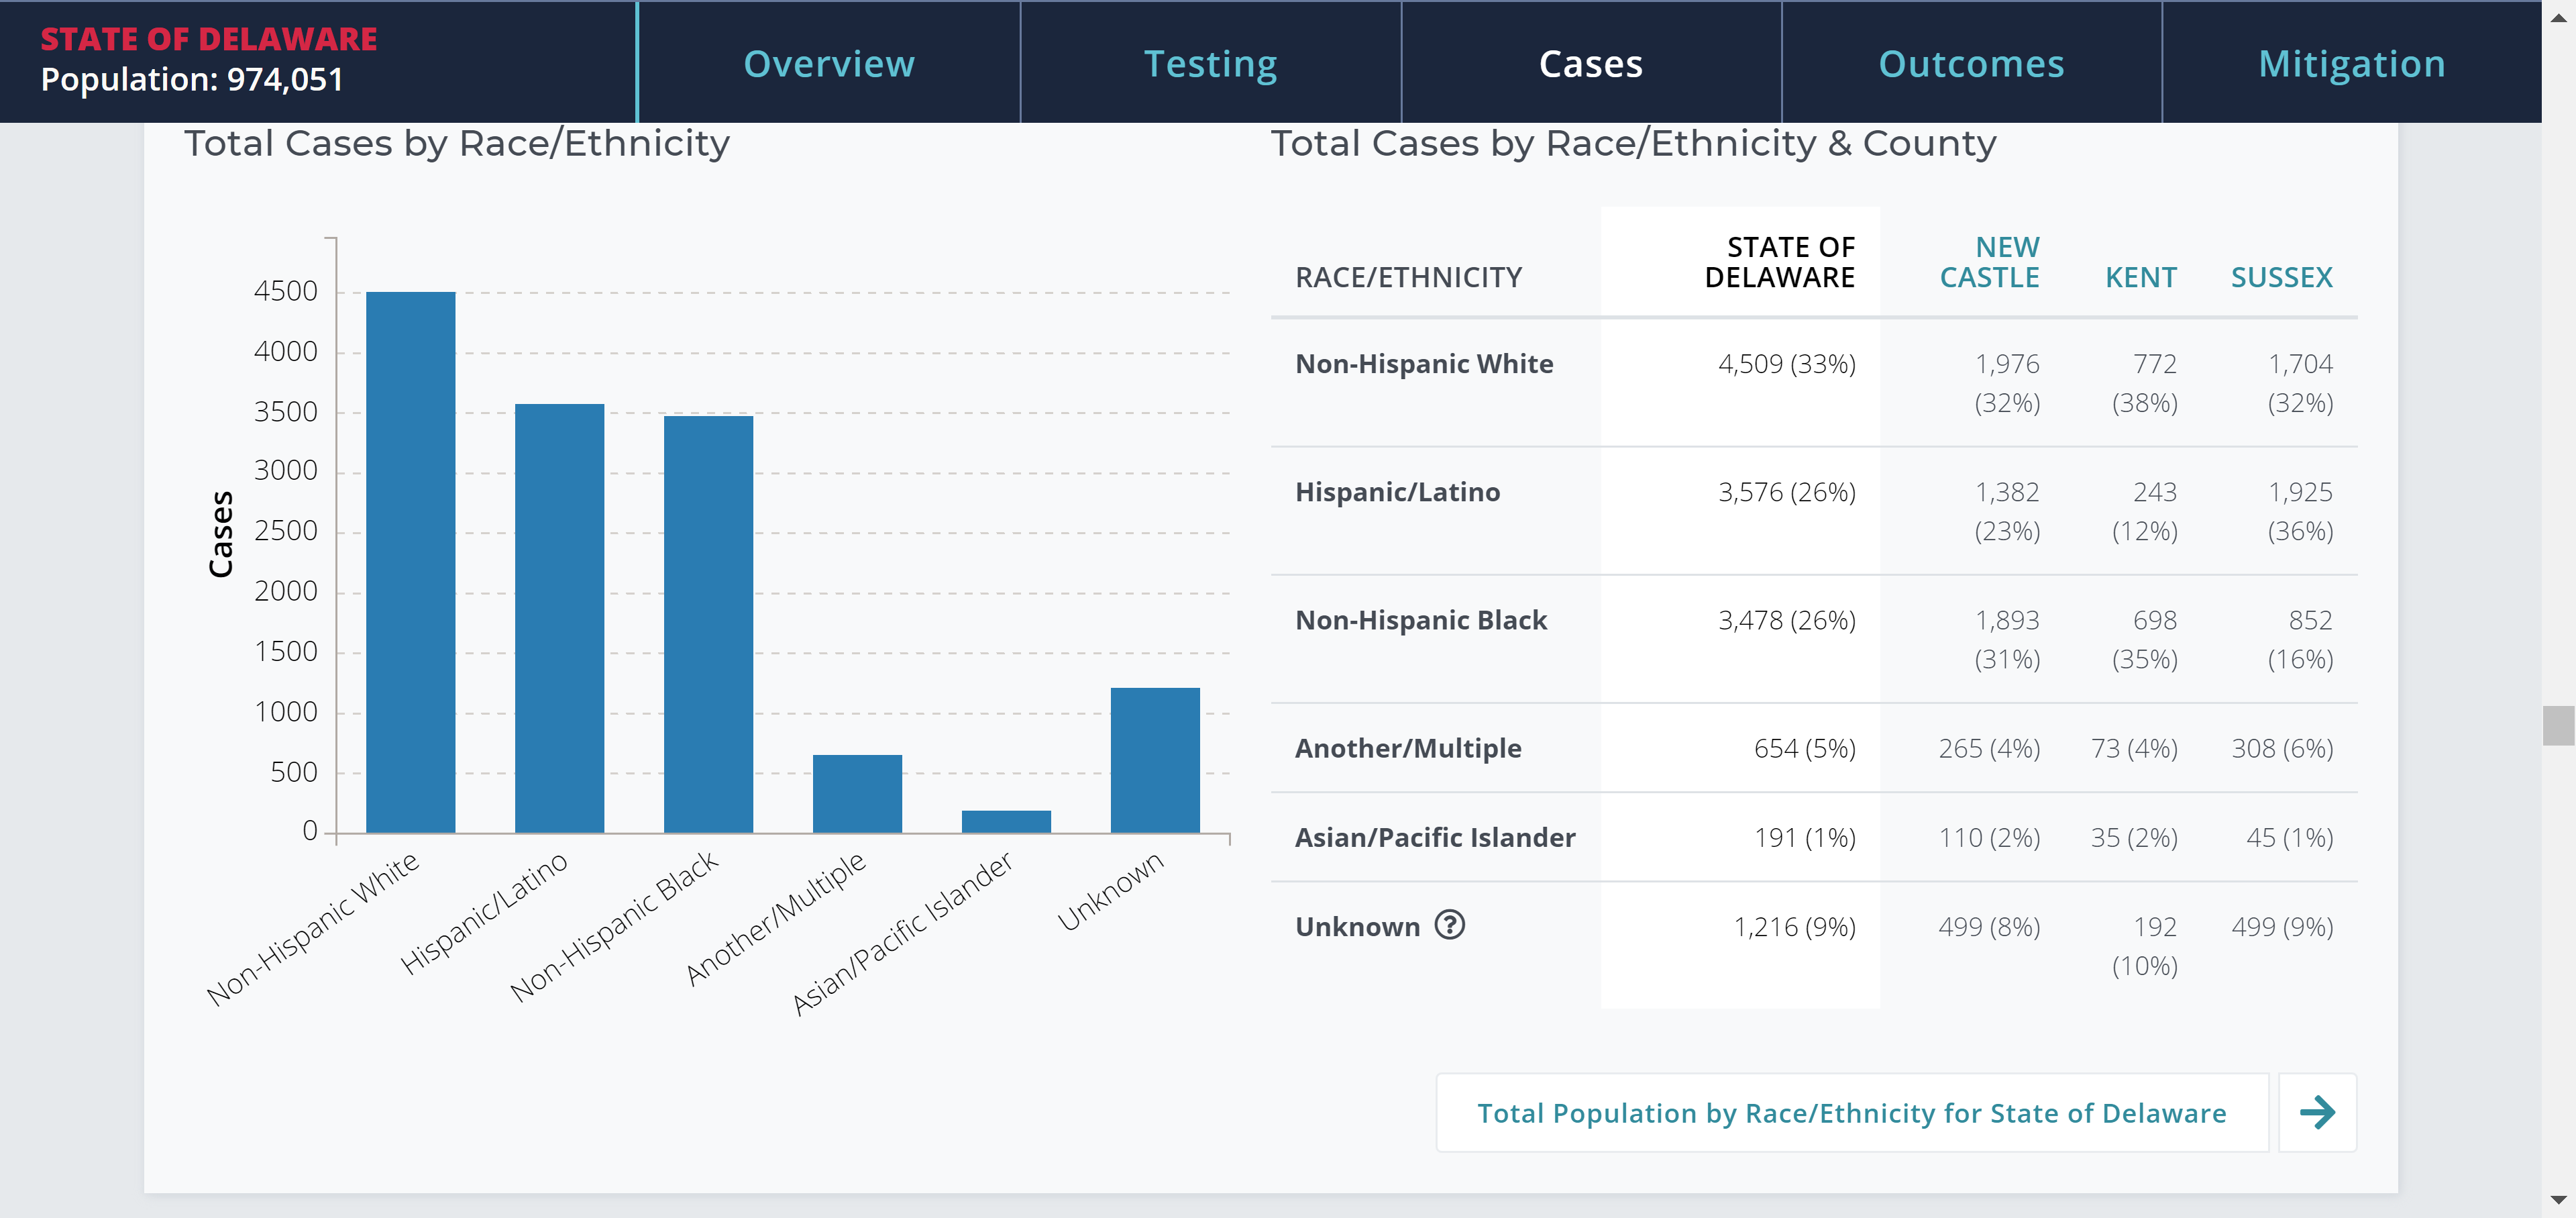 STATE OF DELAWARE
Population: 974,051
Overview
Testing
Cases
Outcomes
Mitigation
Total Cases by Race/Ethnicity
4500
4000
3500
3000
2500
2000
1500
1000
500
0
Cases
Non-Hispanic White
Hispanic/Latino
Non-Hispanic Black
Another/Multiple
Asian/Pacific Islander
Unknown
Total Cases by Race/Ethnicity & County
RACE/ETHNICITY
STATE OF
DELAWARE
NEW
CASTLE
KENT
SUSSEX
Non-Hispanic White 4,509 (33%) 1,976 772 1,704
(32%) (38%) (32%)
Hispanic/Latino 3,576 (26%) 1,382 243 1,925
(23%) (12%) (36%)
Non-Hispanic Black 3,478 (26%) 1,893 698 852
(31%) (35%) (16%)
Another/Multiple 654 (5%) 265 (4%) 73 (4%) 308 (6%)
Asian/Pacific Islander 191 (1%) 110 (2%) 35 (2%) 45 (1%)
Unknown ? 1,216 (9%) 499 (8%) 192 499 (9%)
(10%)
Total Population by Race/Ethnicity for State of Delaware